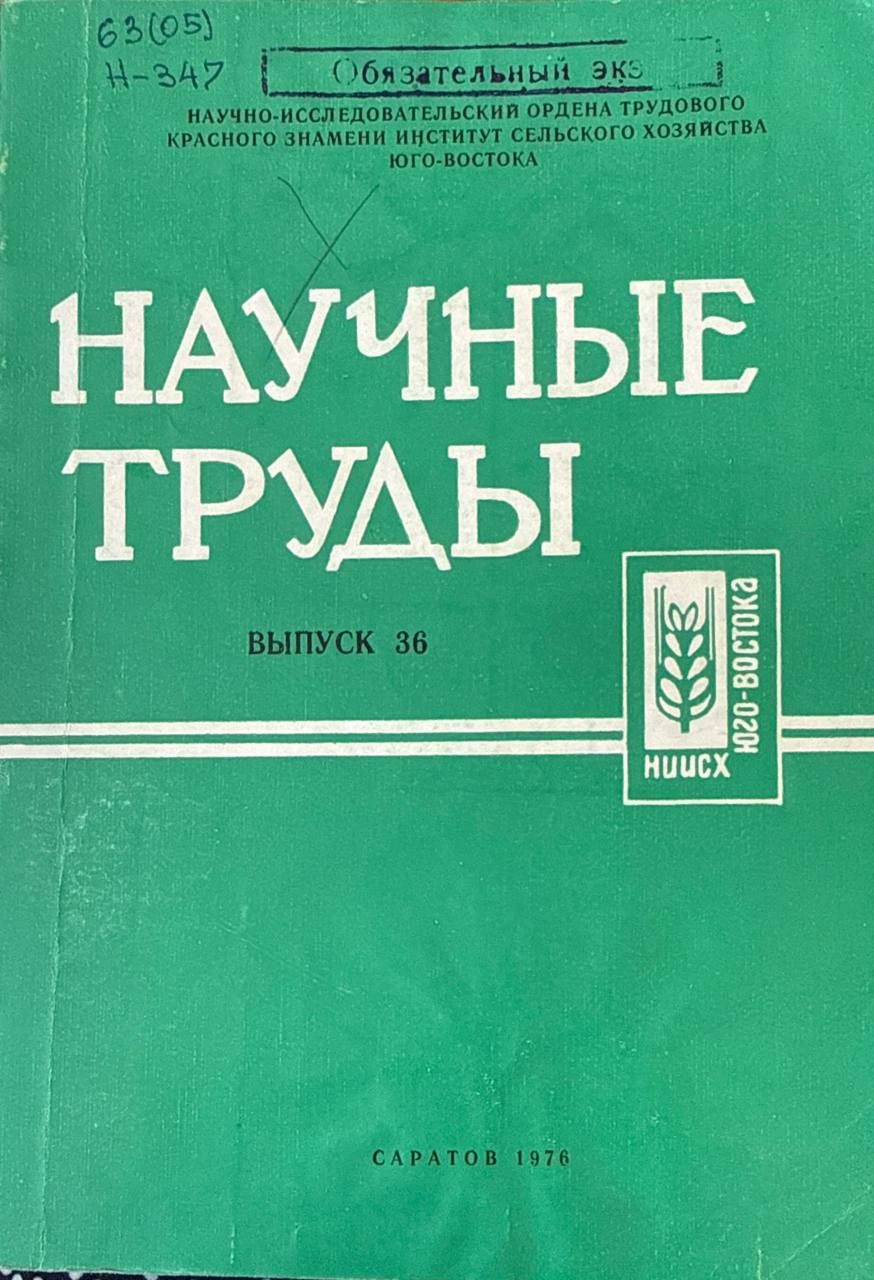 63(05)
Н-347
Обязательный экз
НАУЧНО-ИССЛЕДОВАТЕЛЬСКИЙ ОРДЕНА ТРУДОВОГО
КРАСНОГО ЗНАМЕНИ ИНСТИТУТ СЕЛЬСКОГО ХОЗЯЙСТВА
ЮГО-ВОСТОКА
НАУЧНЫЕ
ТРУДЫ
ВЫПУСК 36
НИИСХ
ЮГО-ВОСТОКА
САРАТОВ 1976